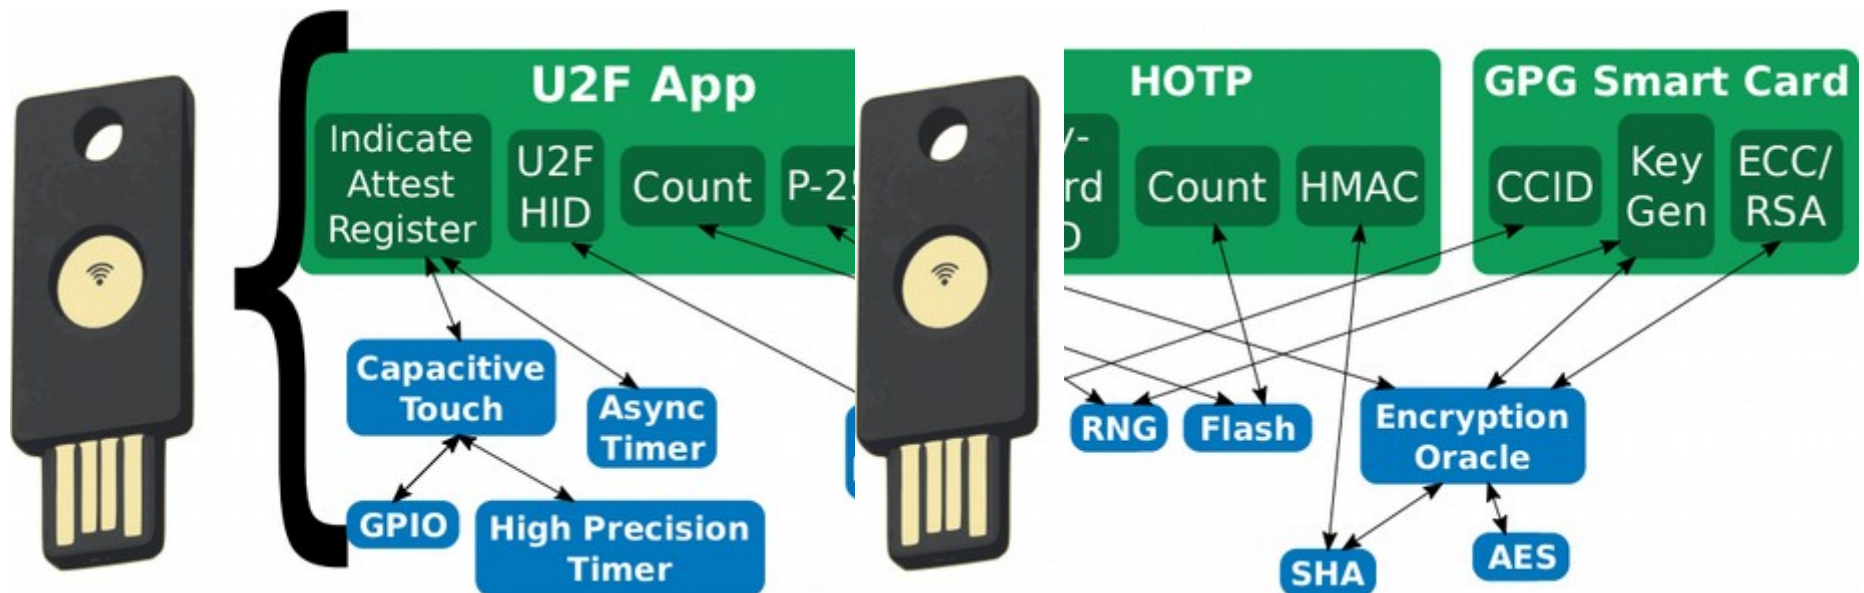 U2F App
Indicate
Attest
Register
U2F
HID
Count
HOTP
Count
HMAC
GPG Smart Card
CCID
Key
Gen
ECC/
RSA
Capacitive
Touch
Async
Timer
GPIO
High Precision
Timer
RNG
Flash
Encryption
Oracle
SHA
AES